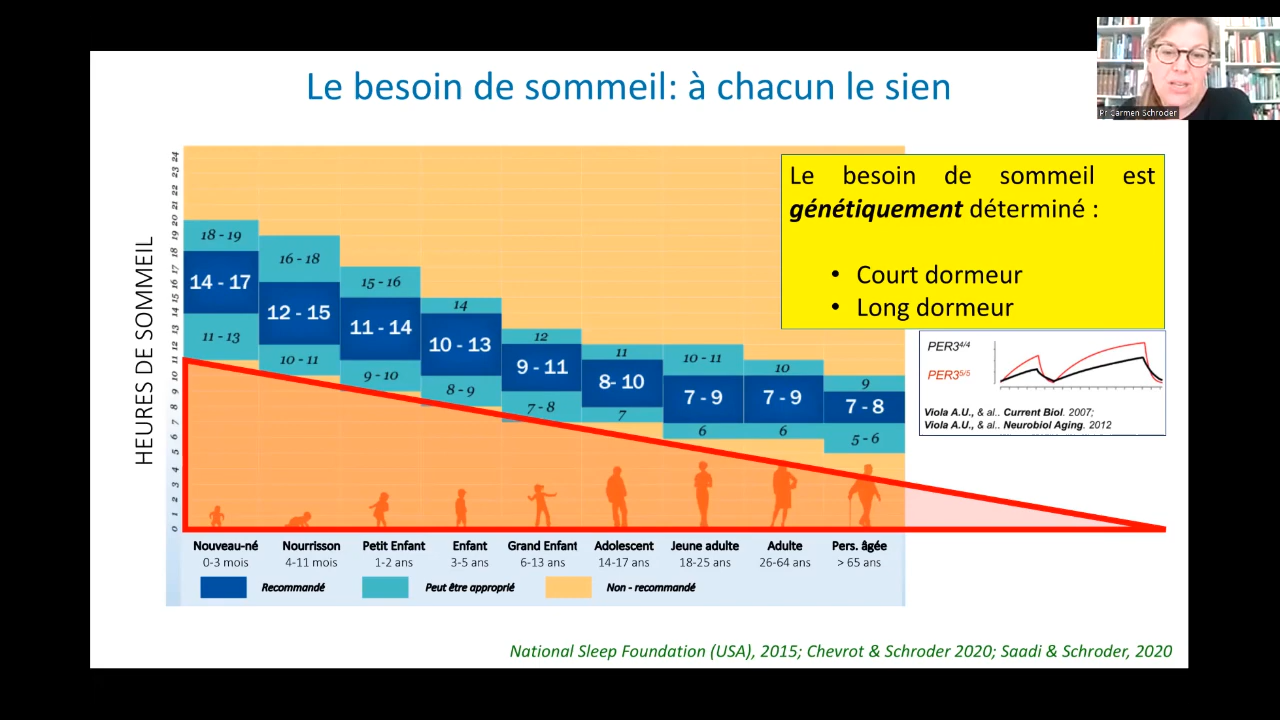 Le besoin de sommeil: à chacun le sien
Pr Carmen Schroder
HEURES DE SOMMEIL
24
23
22
21
20
19
18
17
16
15
14
13
12
11
10
9
8
7
6
5
4
3
2
1
0
18 - 19
14 - 17
11 - 13
16 - 18
12 - 15
10 - 11
15 - 16
11 - 14
9 - 10
14
10 - 13
8 - 9
12
9 - 11
7 - 8
11
8- 10
7
10 - 11
7 - 9
6
10
7 - 9
6
9
7 - 8
5 - 6
Le besoin de sommeil est
génétiquement déterminé :
• Court dormeur
• Long dormeur
PER34/4
PER35/5
Viola A.U., & al.. Current Biol. 2007;
Viola A.U., & al.. Neurobiol Aging. 2012
Nouveau-né Nourrisson Petit Enfant Enfant Grand Enfant Adolescent Jeune adulte Adulte Pers. âgée
0-3 mois 4-11 mois 1-2 ans 3-5 ans 6-13 ans 14-17 ans 18-25 ans 26-64 ans > 65 ans
Recommandé Peut être approprié Non - recommandé
National Sleep Foundation (USA), 2015; Chevrot & Schroder 2020; Saadi & Schroder, 2020